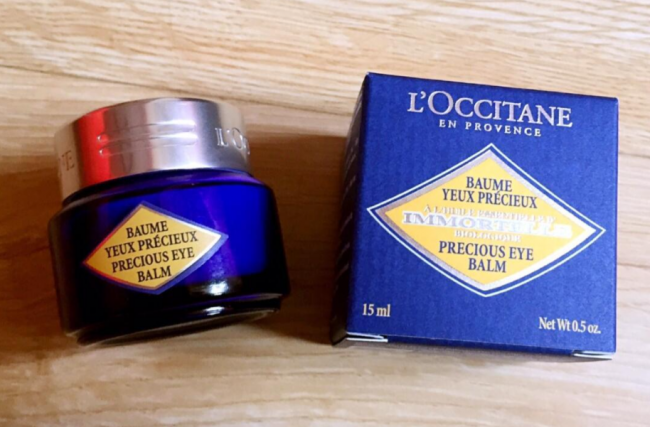 BAUME
YEUX PRÉCIEUX
PRECIOUS EYE
BALM
L'OCCITANE
EN PROVENCE
BAUME
YEUX PRÉCIEUX
IMMORTELLE
BIOLOGIQUE
PRECIOUS EYE
BALM
15 ml
Net Wt 0.5 oz.